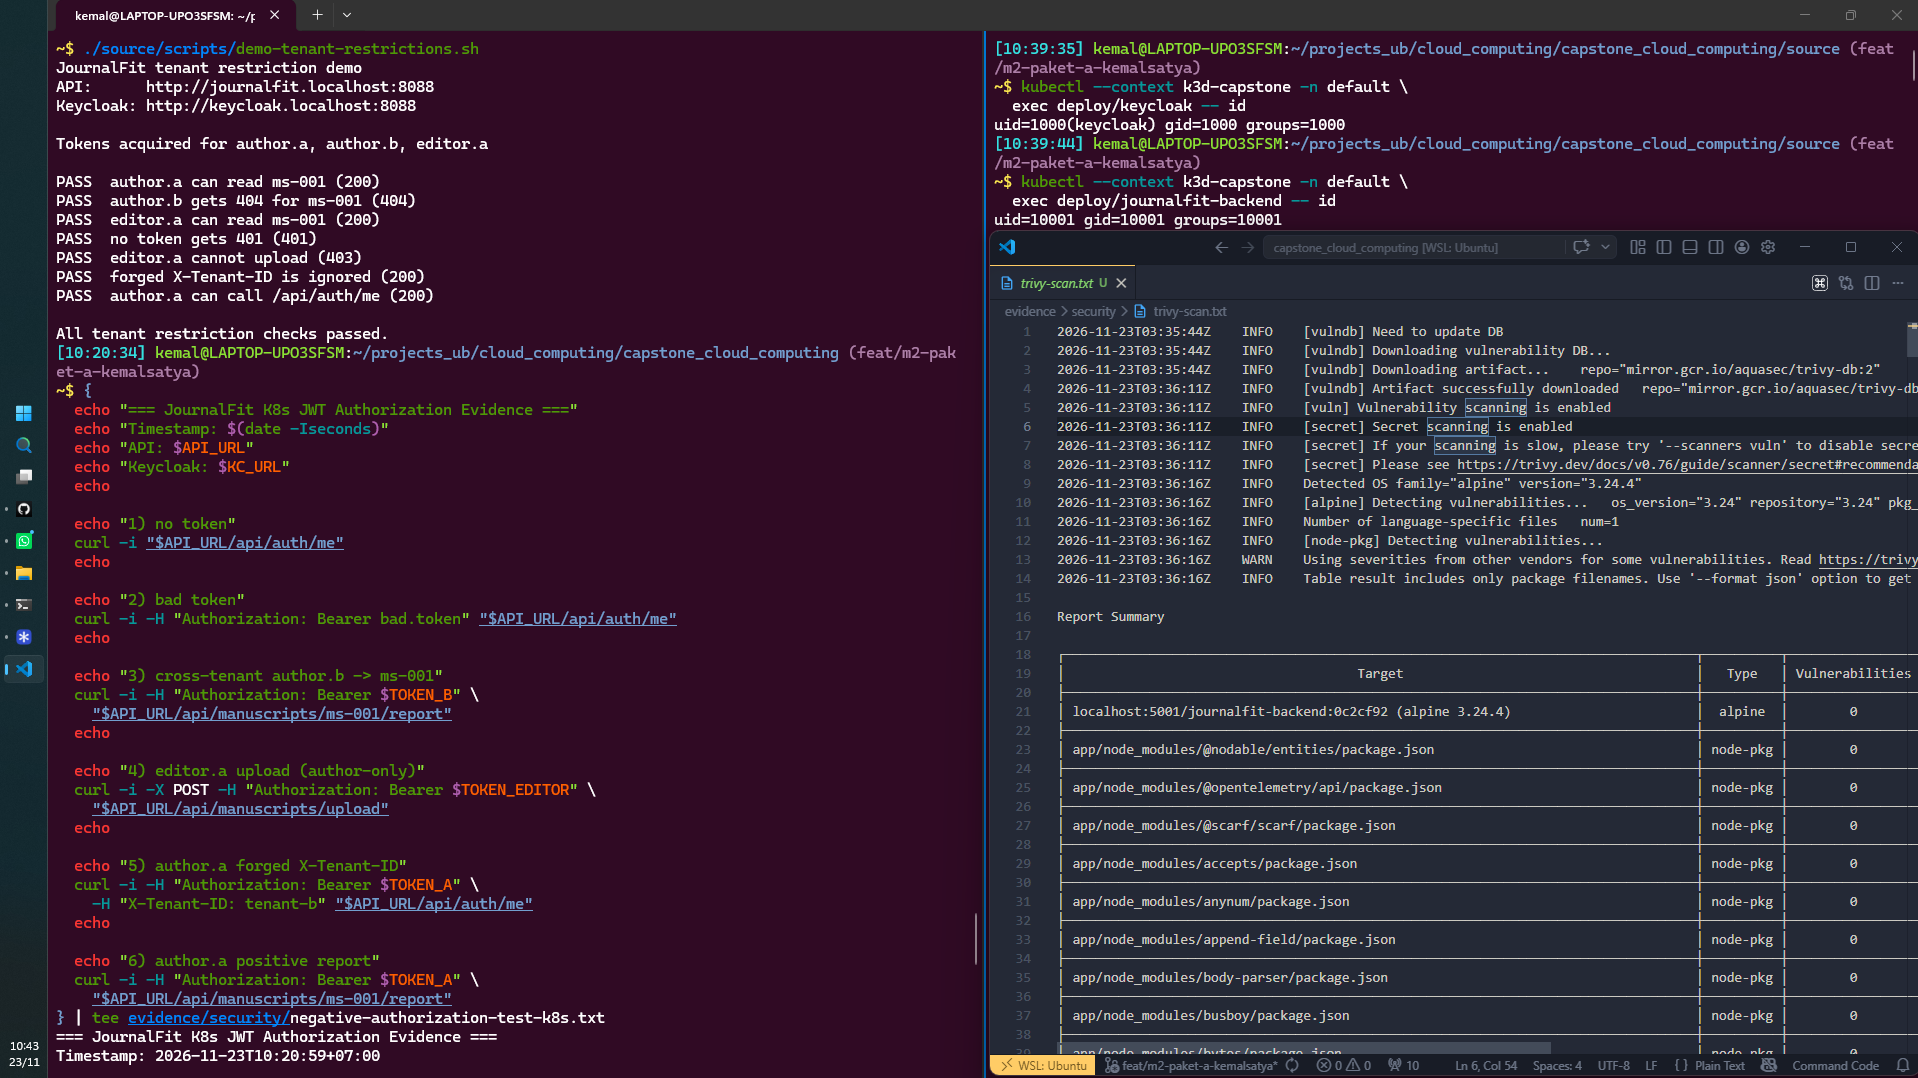 kemal@LAPTOP-UPO3SFSM: ~/p
~$ ./source/scripts/demo-tenant-restrictions.sh
JournalFit tenant restriction demo
API:      http://journalfit.localhost:8088
Keycloak: http://keycloak.localhost:8088
Tokens acquired for author.a, author.b, editor.a
PASS  author.a can read ms-001 (200)
PASS  author.b gets 404 for ms-001 (404)
PASS  editor.a can read ms-001 (200)
PASS  no token gets 401 (401)
PASS  editor.a cannot upload (403)
PASS  forged X-Tenant-ID is ignored (200)
PASS  author.a can call /api/auth/me (200)
All tenant restriction checks passed.
[10:20:34] kemal@LAPTOP-UPO3SFSM:~/projects_ub/cloud_computing/capstone_cloud_computing (feat/m2-pak
et-a-kemalsatya)
~$ {
  echo "=== JournalFit K8s JWT Authorization Evidence ==="
  echo "Timestamp: $(date -Iseconds)"
  echo "API: $API_URL"
  echo "Keycloak: $KC_URL"
  echo
  echo "1) no token"
  curl -i "$API_URL/api/auth/me"
  echo
  echo "2) bad token"
  curl -i -H "Authorization: Bearer bad.token" "$API_URL/api/auth/me"
  echo
  echo "3) cross-tenant author.b -> ms-001"
  curl -i -H "Authorization: Bearer $TOKEN_B" \
    "$API_URL/api/manuscripts/ms-001/report"
  echo
  echo "4) editor.a upload (author-only)"
  curl -i -X POST -H "Authorization: Bearer $TOKEN_EDITOR" \
    "$API_URL/api/manuscripts/upload"
  echo
  echo "5) author.a forged X-Tenant-ID"
  curl -i -H "Authorization: Bearer $TOKEN_A" \
    -H "X-Tenant-ID: tenant-b" "$API_URL/api/auth/me"
  echo
  echo "6) author.a positive report"
  curl -i -H "Authorization: Bearer $TOKEN_A" \
    "$API_URL/api/manuscripts/ms-001/report"
} | tee evidence/security/negative-authorization-test-k8s.txt
=== JournalFit K8s JWT Authorization Evidence ===
Timestamp: 2026-11-23T10:20:59+07:00
[10:39:35] kemal@LAPTOP-UPO3SFSM:~/projects_ub/cloud_computing/capstone_cloud_computing/source (feat
/m2-paket-a-kemalsatya)
~$ kubectl --context k3d-capstone -n default \
  exec deploy/keycloak -- id
uid=1000(keycloak) gid=1000 groups=1000
[10:39:44] kemal@LAPTOP-UPO3SFSM:~/projects_ub/cloud_computing/capstone_cloud_computing/source (feat
/m2-paket-a-kemalsatya)
~$ kubectl --context k3d-capstone -n default \
  exec deploy/journalfit-backend -- id
uid=10001 gid=10001 groups=10001
capstone_cloud_computing [WSL: Ubuntu]
trivy-scan.txt U
evidence > security > trivy-scan.txt
1 2026-11-23T03:35:44Z INFO [vulndb] Need to update DB
2 2026-11-23T03:35:44Z INFO [vulndb] Downloading vulnerability DB...
3 2026-11-23T03:35:44Z INFO [vulndb] Downloading artifact... repo="mirror.gcr.io/aquasec/trivy-db:2"
4 2026-11-23T03:36:11Z INFO [vulndb] Artifact successfully downloaded repo="mirror.gcr.io/aquasec/trivy-db
5 2026-11-23T03:36:11Z INFO [vuln] Vulnerability scanning is enabled
6 2026-11-23T03:36:11Z INFO [secret] Secret scanning is enabled
7 2026-11-23T03:36:11Z INFO [secret] If your scanning is slow, please try '--scanners vuln' to disable secre
8 2026-11-23T03:36:11Z INFO [secret] Please see https://trivy.dev/docs/v0.76/guide/scanner/secret#recommenda
9 2026-11-23T03:36:16Z INFO Detected OS family="alpine" version="3.24.4"
10 2026-11-23T03:36:16Z INFO [alpine] Detecting vulnerabilities... os_version="3.24" repository="3.24" pkg_
11 2026-11-23T03:36:16Z INFO Number of language-specific files num=1
12 2026-11-23T03:36:16Z INFO [node-pkg] Detecting vulnerabilities...
13 2026-11-23T03:36:16Z WARN Using severities from other vendors for some vulnerabilities. Read https://trivy
14 2026-11-23T03:36:16Z INFO Table result includes only package filenames. Use '--format json' option to get
15
16 Report Summary
17
18
19 Target Type Vulnerabilities
20
21 localhost:5001/journalfit-backend:0c2cf92 (alpine 3.24.4) alpine 0
22
23 app/node_modules/@nodable/entities/package.json node-pkg 0
24
25 app/node_modules/@opentelemetry/api/package.json node-pkg 0
26
27 app/node_modules/@scarf/scarf/package.json node-pkg 0
28
29 app/node_modules/accepts/package.json node-pkg 0
30
31 app/node_modules/anynum/package.json node-pkg 0
32
33 app/node_modules/append-field/package.json node-pkg 0
34
35 app/node_modules/body-parser/package.json node-pkg 0
36
37 app/node_modules/busboy/package.json node-pkg 0
38
39 app/node_modules/bytes/package.json node-pkg 0
WSL: Ubuntu feat/m2-paket-a-kemalsatya* 0 0 10 Ln 6, Col 54 Spaces: 4 UTF-8 LF {} Plain Text Command Code
10:43
23/11